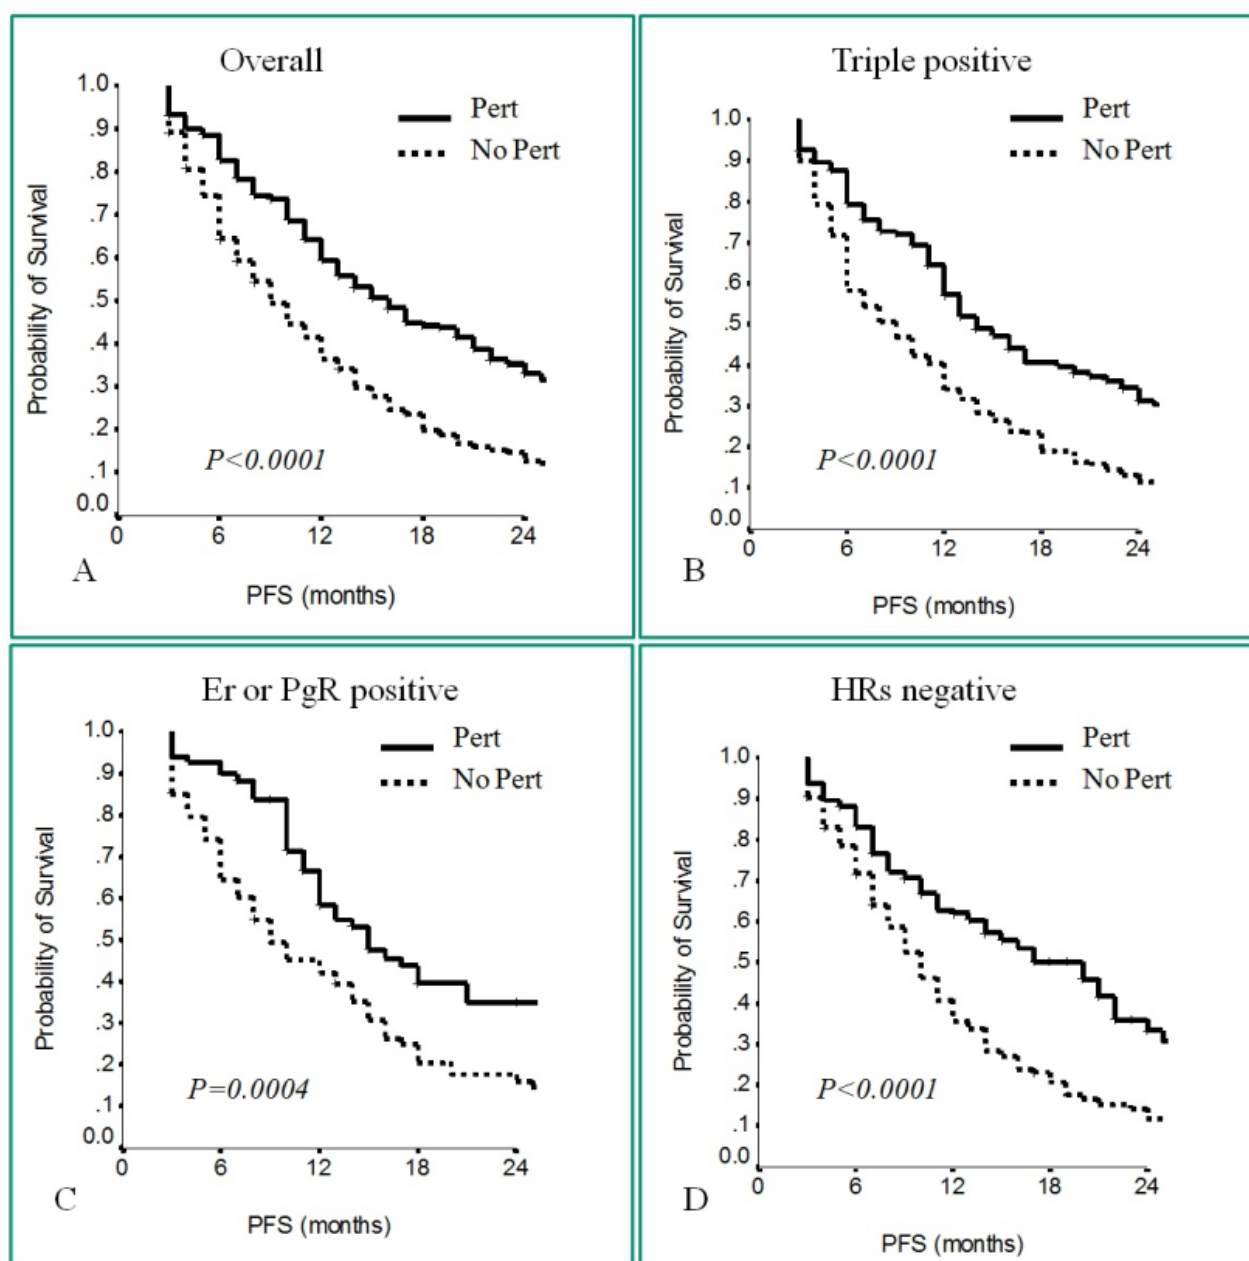 Overall
Pert
No Pert
1.0
.9
.8
.7
.6
.5
.4
.3
.2
.1
0.0
Probability of Survival
P<0.0001
0 6 12 18 24
A
PFS (months)
Triple positive
Pert
No Pert
1.0
.9
.8
.7
.6
.5
.4
.3
.2
.1
0.0
Probability of Survival
P<0.0001
0 6 12 18 24
B
PFS (months)
Er or PgR positive
Pert
No Pert
1.0
.9
.8
.7
.6
.5
.4
.3
.2
.1
0.0
Probability of Survival
P=0.0004
0 6 12 18 24
C
PFS (months)
HRs negative
Pert
No Pert
1.0
.9
.8
.7
.6
.5
.4
.3
.2
.1
0.0
Probability of Survival
P<0.0001
0 6 12 18 24
D
PFS (months)